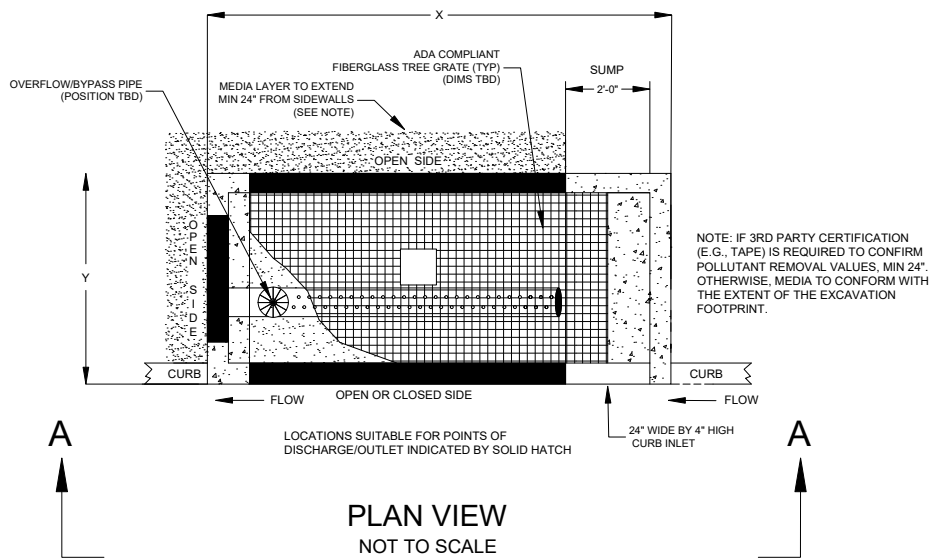 X
ADA COMPLIANT
FIBERGLASS TREE GRATE (TYP)
(DIMS TBD)
SUMP
2'-0"
OVERFLOW/BYPASS PIPE
(POSITION TBD)
MEDIA LAYER TO EXTEND
MIN 24" FROM SIDEWALLS
(SEE NOTE)
OPEN SIDE
OPEN SIDE
Y
NOTE: IF 3RD PARTY CERTIFICATION
(E.G., TAPE) IS REQUIRED TO CONFIRM
POLLUTANT REMOVAL VALUES, MIN 24".
OTHERWISE, MEDIA TO CONFORM WITH
THE EXTENT OF THE EXCAVATION
FOOTPRINT.
CURB
CURB
FLOW
OPEN OR CLOSED SIDE
FLOW
A
LOCATIONS SUITABLE FOR POINTS OF
DISCHARGE/OUTLET INDICATED BY SOLID HATCH
24" WIDE BY 4" HIGH
CURB INLET
A
PLAN VIEW
NOT TO SCALE